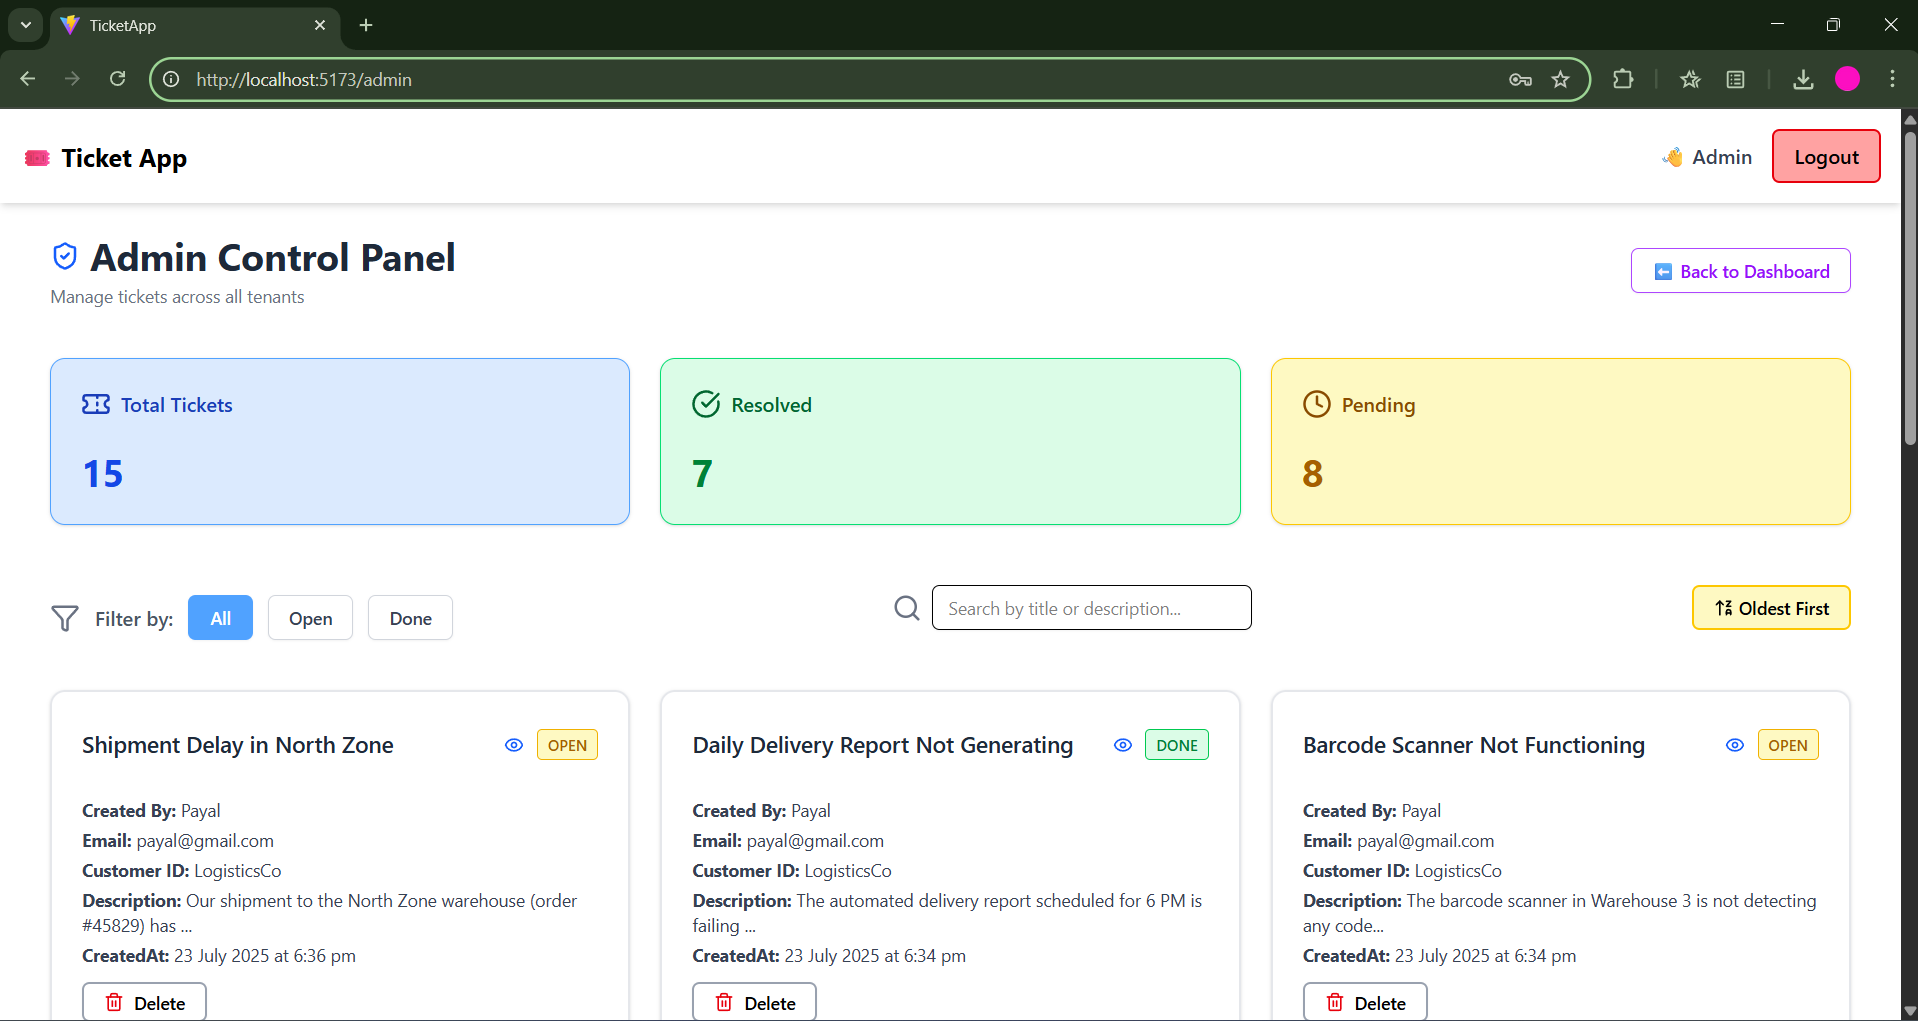 TicketApp
http://localhost:5173/admin
Ticket App
Admin
Logout
Admin Control Panel
Manage tickets across all tenants
Back to Dashboard
Total Tickets
15
Resolved
7
Pending
8
Filter by:
All
Open
Done
Search by title or description...
Oldest First
Shipment Delay in North Zone
OPEN
Created By: Payal
Email: payal@gmail.com
Customer ID: LogisticsCo
Description: Our shipment to the North Zone warehouse (order
#45829) has ...
CreatedAt: 23 July 2025 at 6:36 pm
Delete
Daily Delivery Report Not Generating
DONE
Created By: Payal
Email: payal@gmail.com
Customer ID: LogisticsCo
Description: The automated delivery report scheduled for 6 PM is
failing ...
CreatedAt: 23 July 2025 at 6:34 pm
Delete
Barcode Scanner Not Functioning
OPEN
Created By: Payal
Email: payal@gmail.com
Customer ID: LogisticsCo
Description: The barcode scanner in Warehouse 3 is not detecting
any code...
CreatedAt: 23 July 2025 at 6:34 pm
Delete